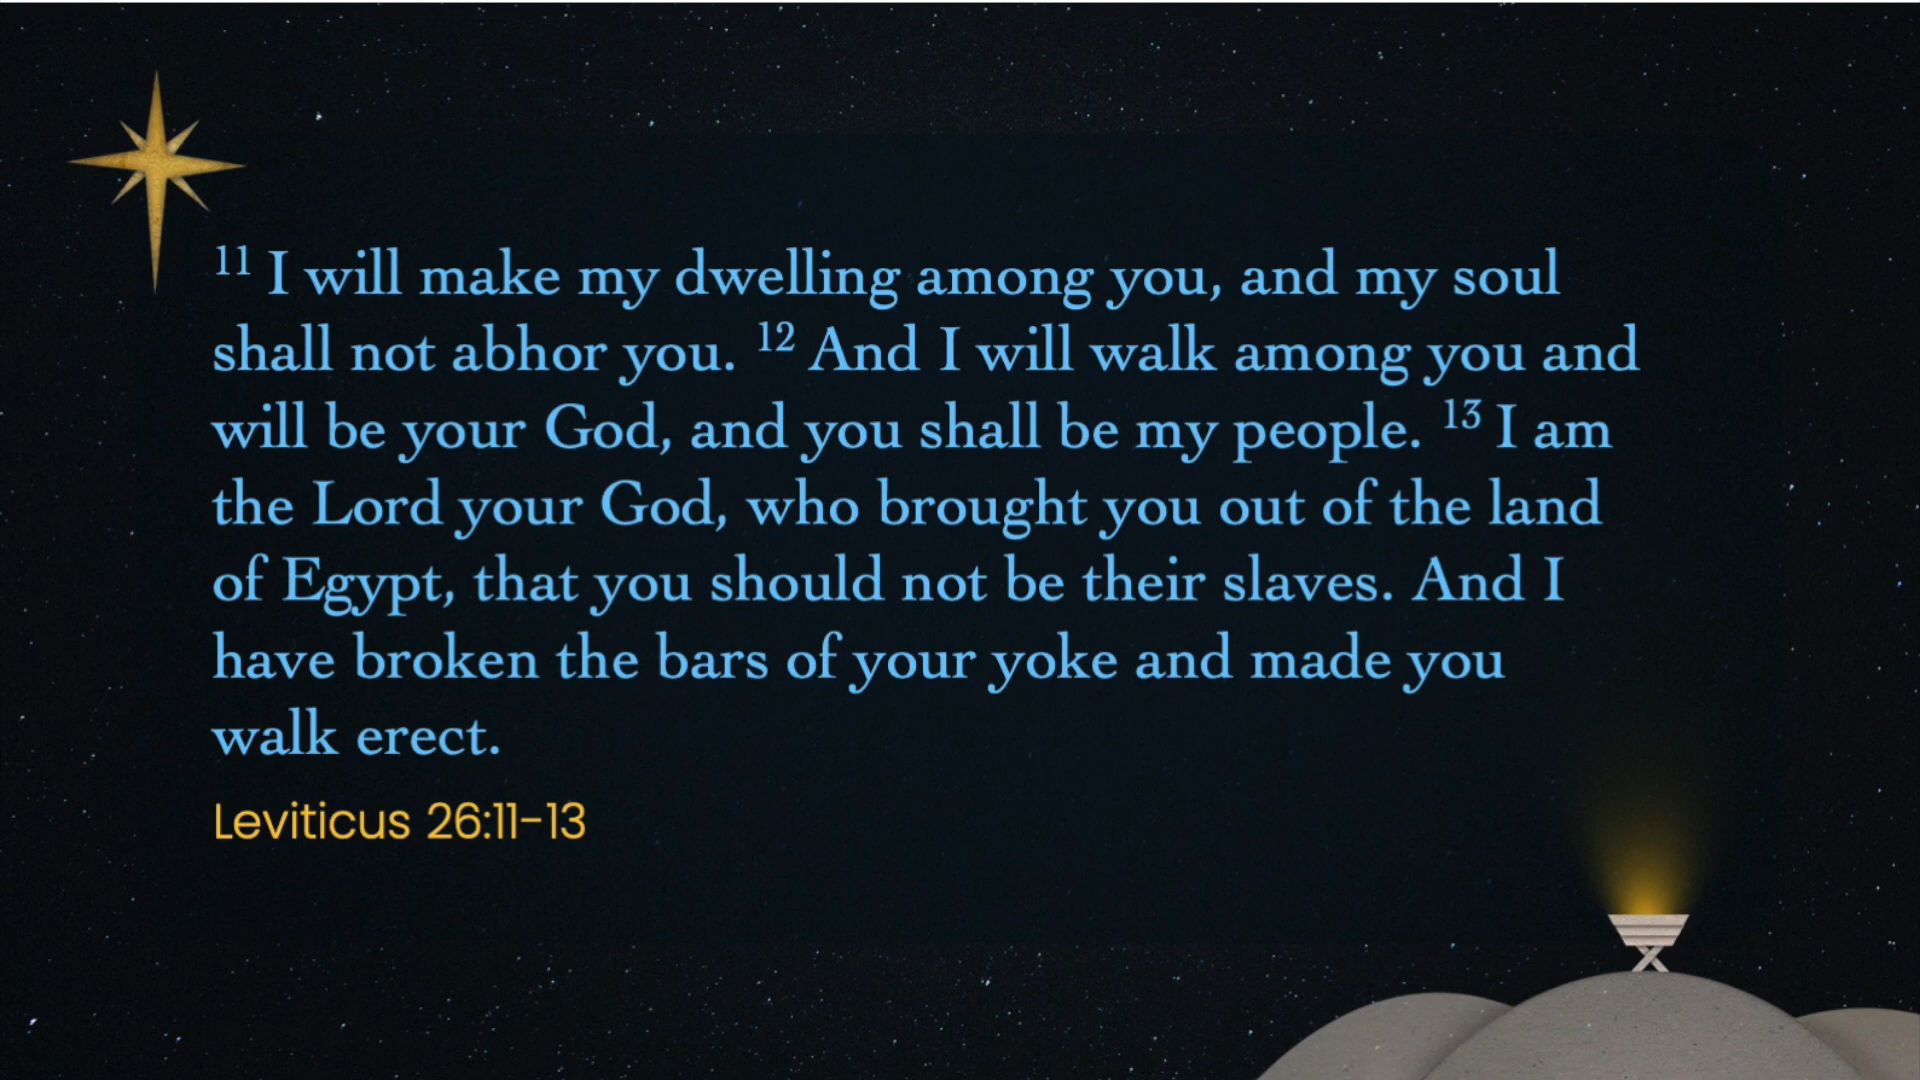 11 I will make my dwelling among you, and my soul
shall not abhor you. 12 And I will walk among you and
will be your God, and you shall be my people. 13 I am
the Lord your God, who brought you out of the land
of Egypt, that you should not be their slaves. And I
have broken the bars of your yoke and made you
walk erect.
Leviticus 26:11-13